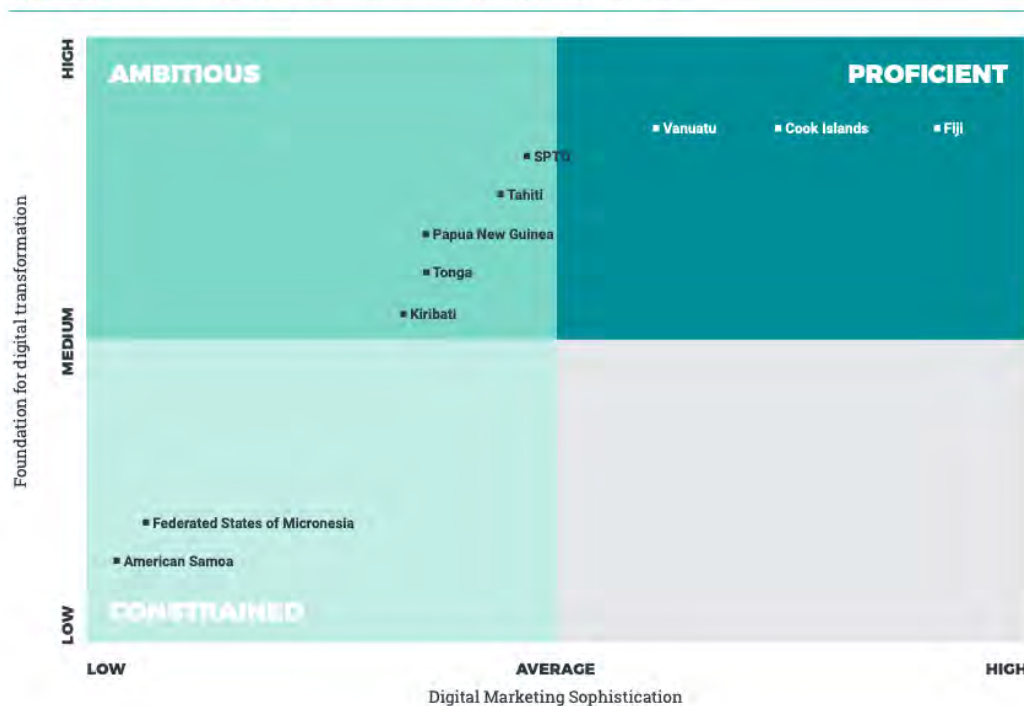 HIGH
AMBITIOUS
PROFICIENT
Vanuatu
Cook Islands
Fiji
SPTO
Tahiti
Papua New Guinea
Tonga
Kiribati
MEDIUM
Foundation for digital transformation
Federated States of Micronesia
American Samoa
CONSTRAINED
LOW
LOW
AVERAGE
HIGH
Digital Marketing Sophistication